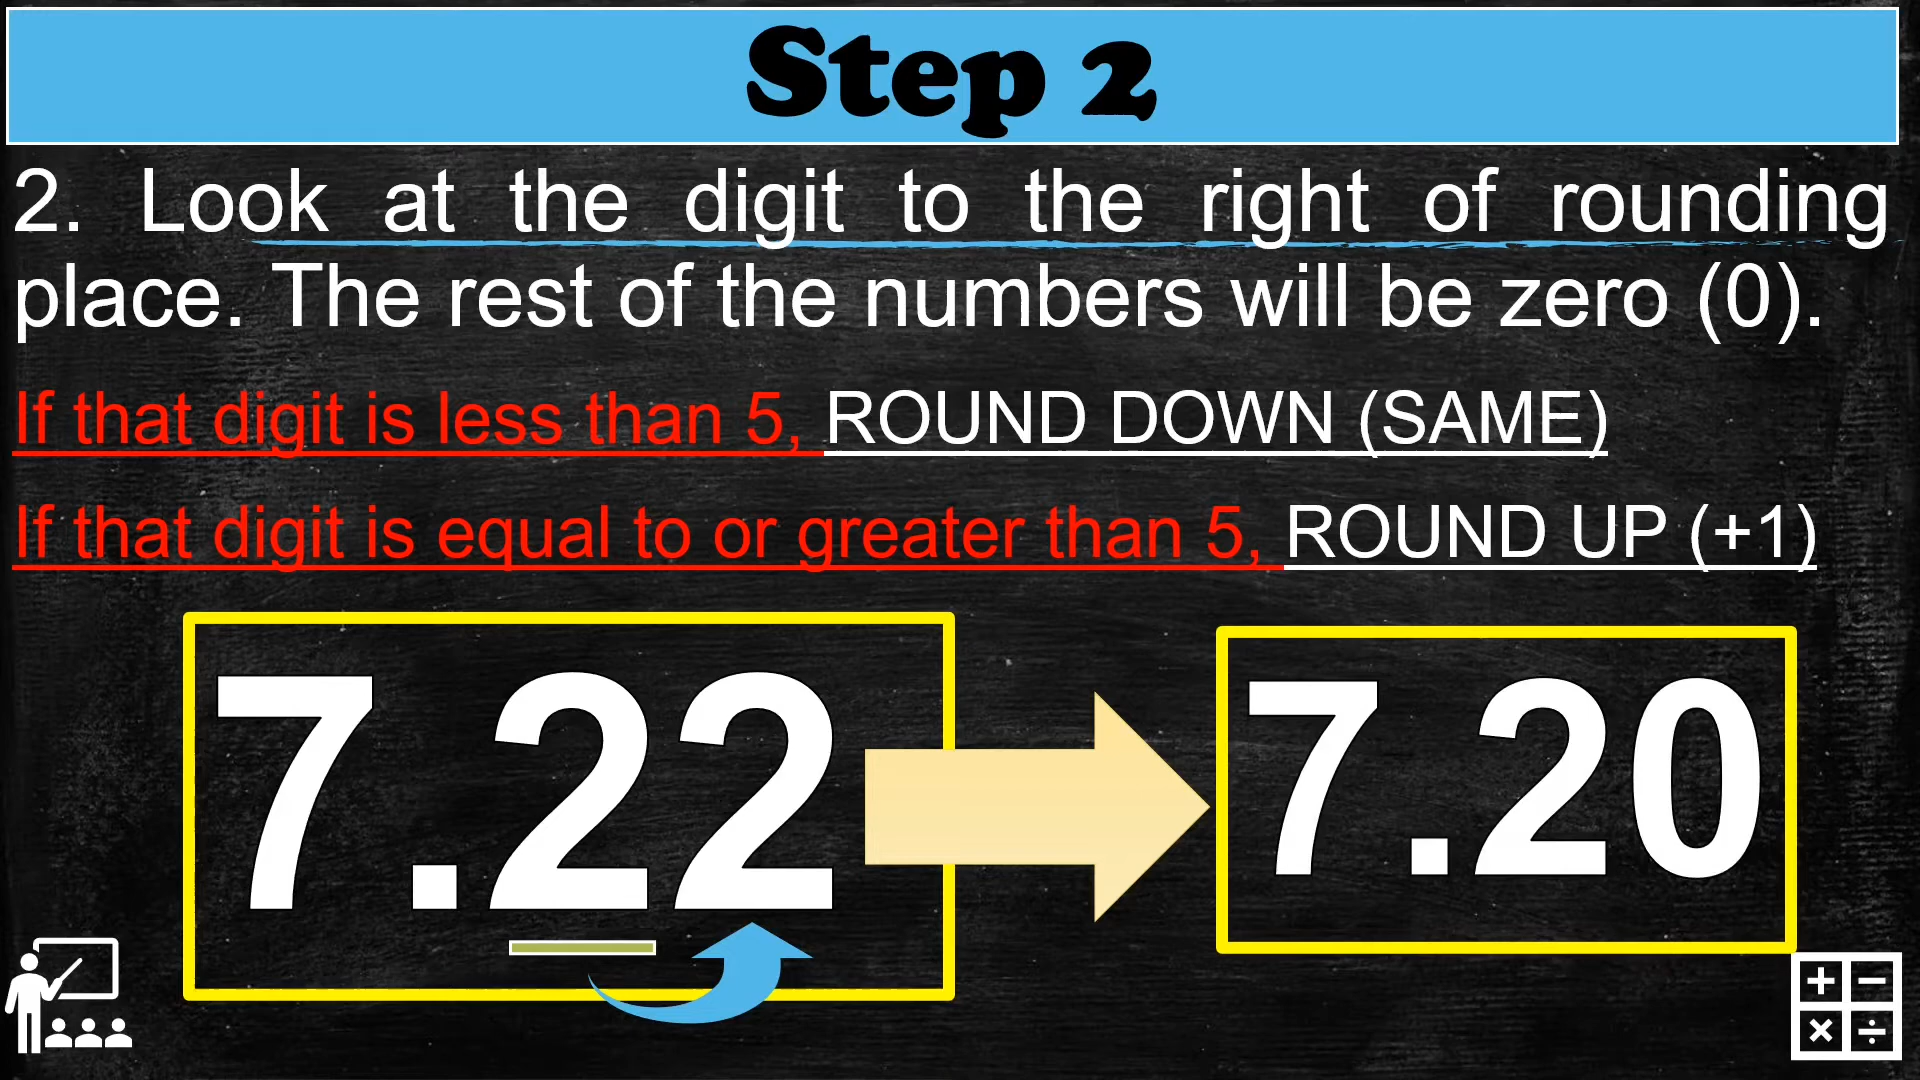 Step 2
2. Look at the digit to the right of rounding
place. The rest of the numbers will be zero (0).
If that digit is less than 5, ROUND DOWN (SAME)
If that digit is equal to or greater than 5, ROUND UP (+1)
7.22
7.20